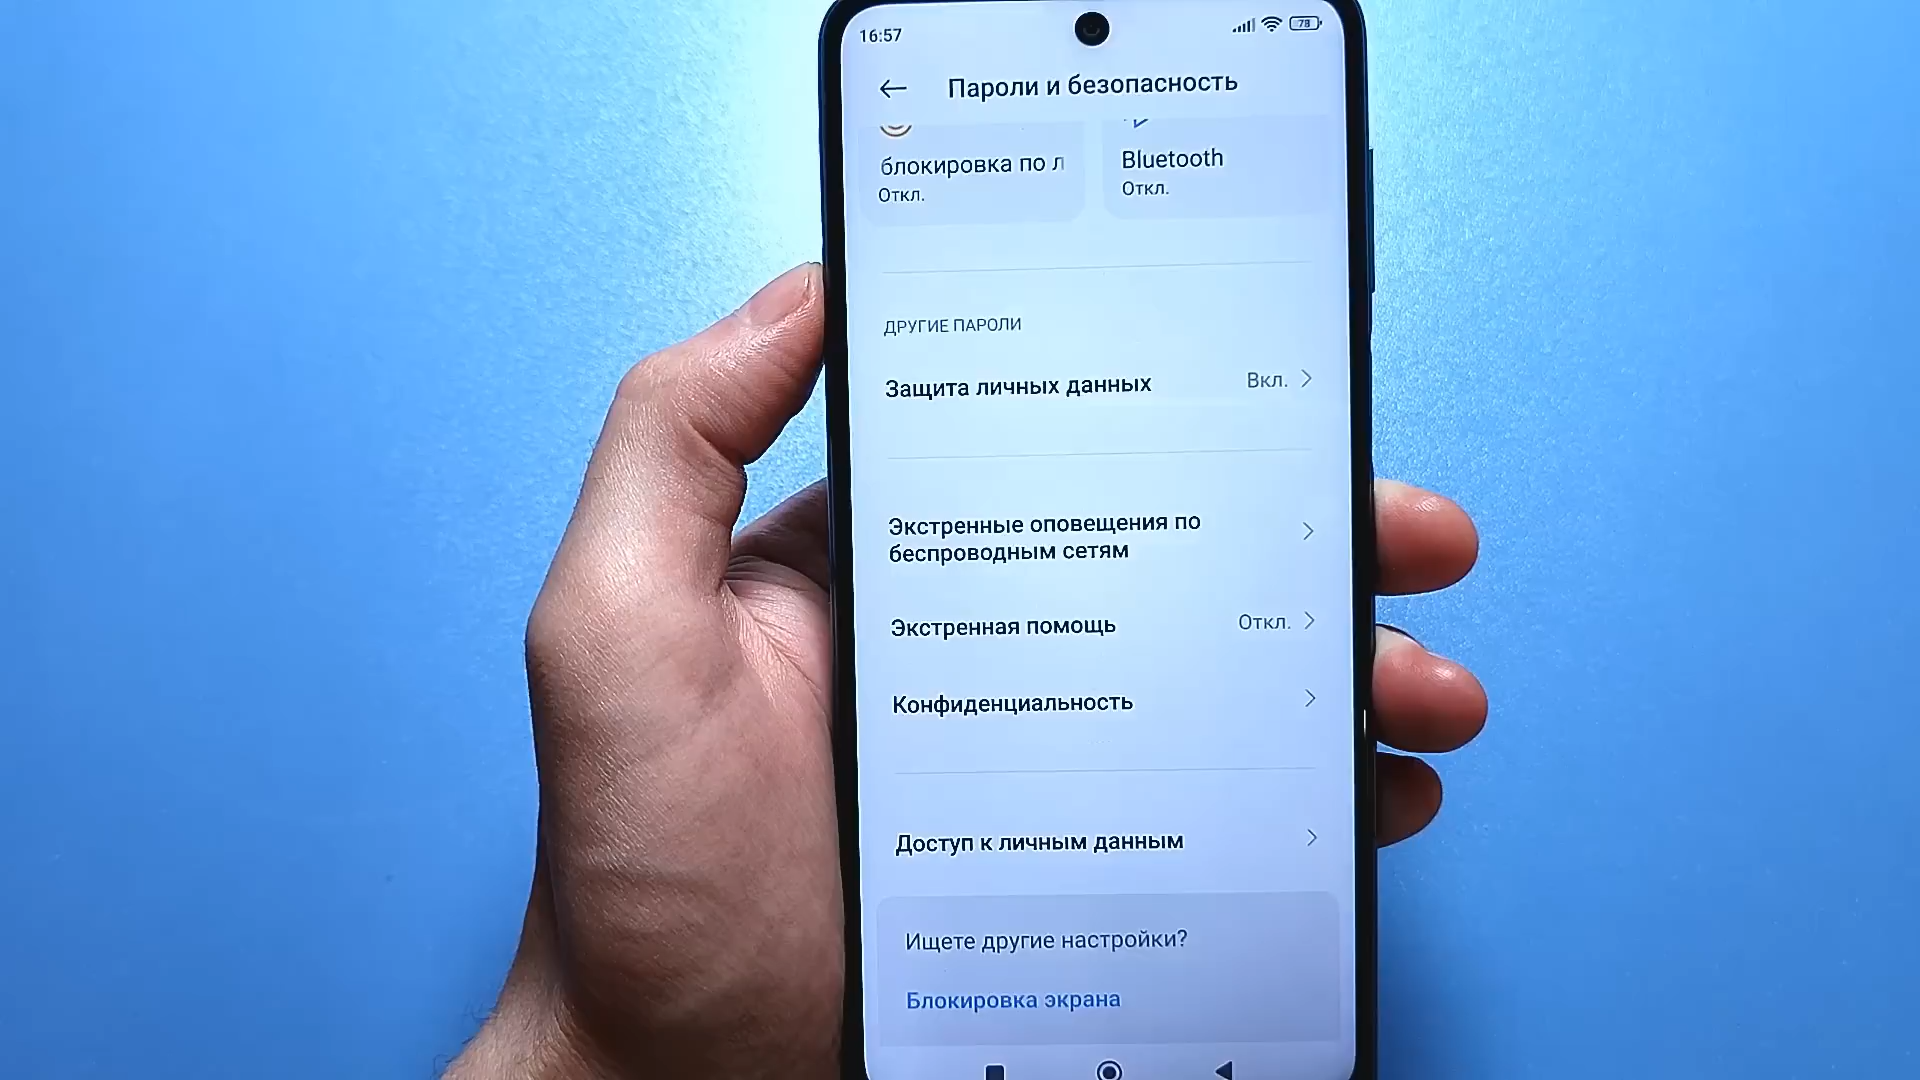 16:57
78
Пароли и безопасность
блокировка по л
Откл.
Bluetooth
Откл.
ДРУГИЕ ПАРОЛИ
Защита личных данных
Вкл.
Экстренные оповещения по
беспроводным сетям
Экстренная помощь
Откл.
Конфиденциальность
Доступ к личным данным
Ищете другие настройки?
Блокировка экрана